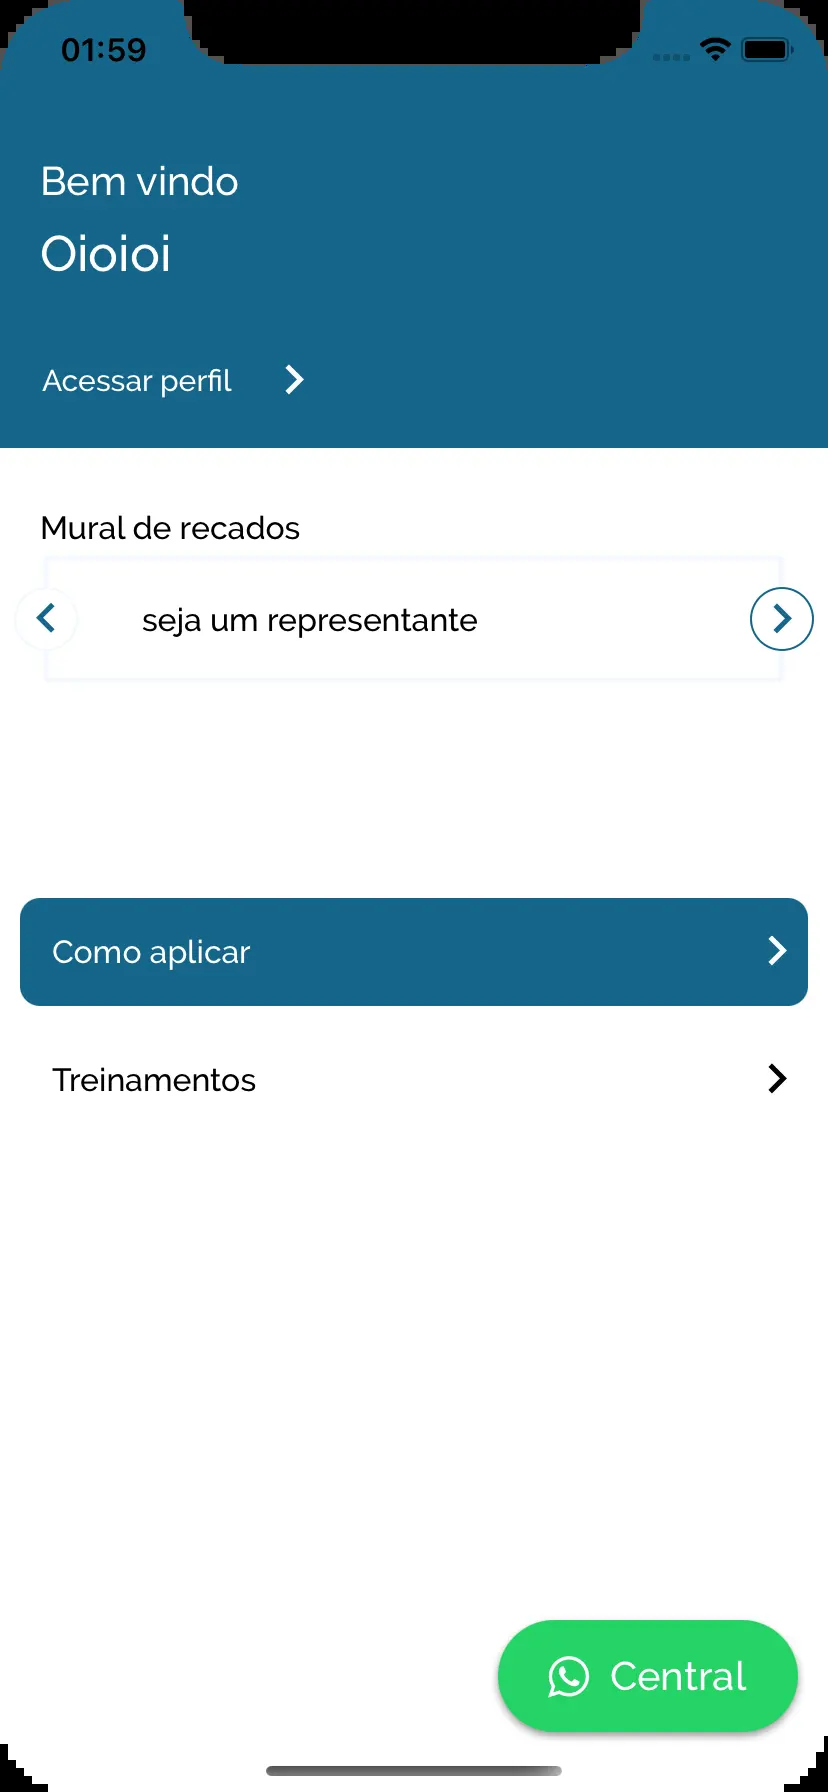 01:59
Bem vindo
Oioioi
Acessar perfil
Mural de recados
seja um representante
Como aplicar
Treinamentos
Central